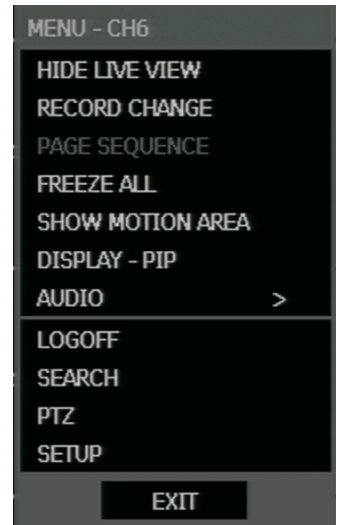 MENU - CH6
HIDE LIVE VIEW
RECORD CHANGE
PAGE SEQUENCE
FREEZE ALL
SHOW MOTION AREA
DISPLAY - PIP
AUDIO >
LOGOFF
SEARCH
PTZ
SETUP
EXIT